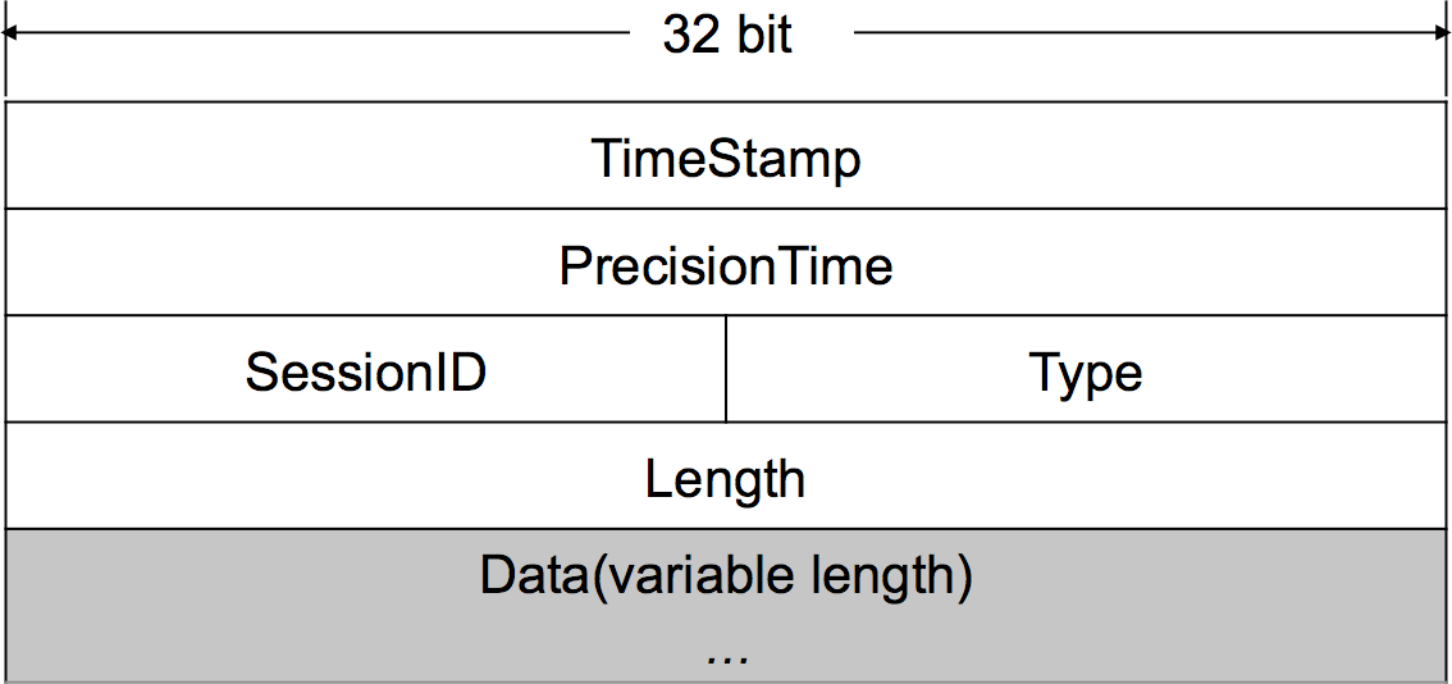 32 bit
TimeStamp
PrecisionTime
SessionID Type
Length
Data(variable length)
...